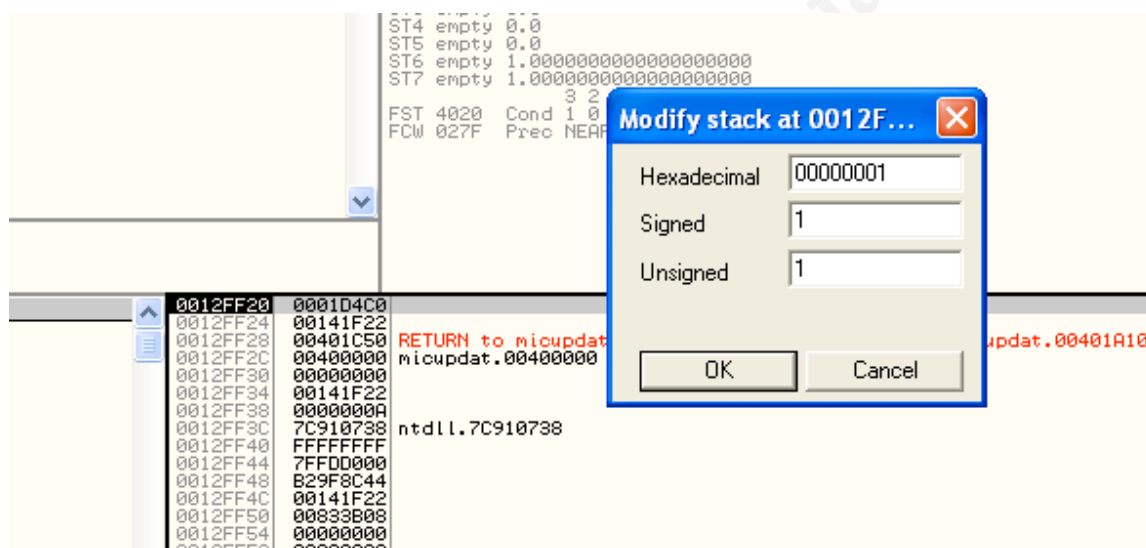 ST4 empty 0.0
ST5 empty 0.0
ST6 empty 1.0000000000000000000
ST7 empty 1.0000000000000000000
3 2
FST 4020 Cond 1 0
FCW 027F Prec NEAR
Modify stack at 0012F...
Hexadecimal 00000001
Signed 1
Unsigned 1
OK Cancel
0012FF20 0001D4C0
0012FF24 00141F22
0012FF28 00401C50 RETURN to micupdat updat.00401A10
0012FF2C 00400000 micupdat.00400000
0012FF30 00000000
0012FF34 00141F22
0012FF38 0000000A
0012FF3C 7C910738 ntdll.7C910738
0012FF40 FFFFFFFF
0012FF44 7FFDD000
0012FF48 B29F8C44
0012FF4C 00141F22
0012FF50 00833B08
0012FF54 00000000